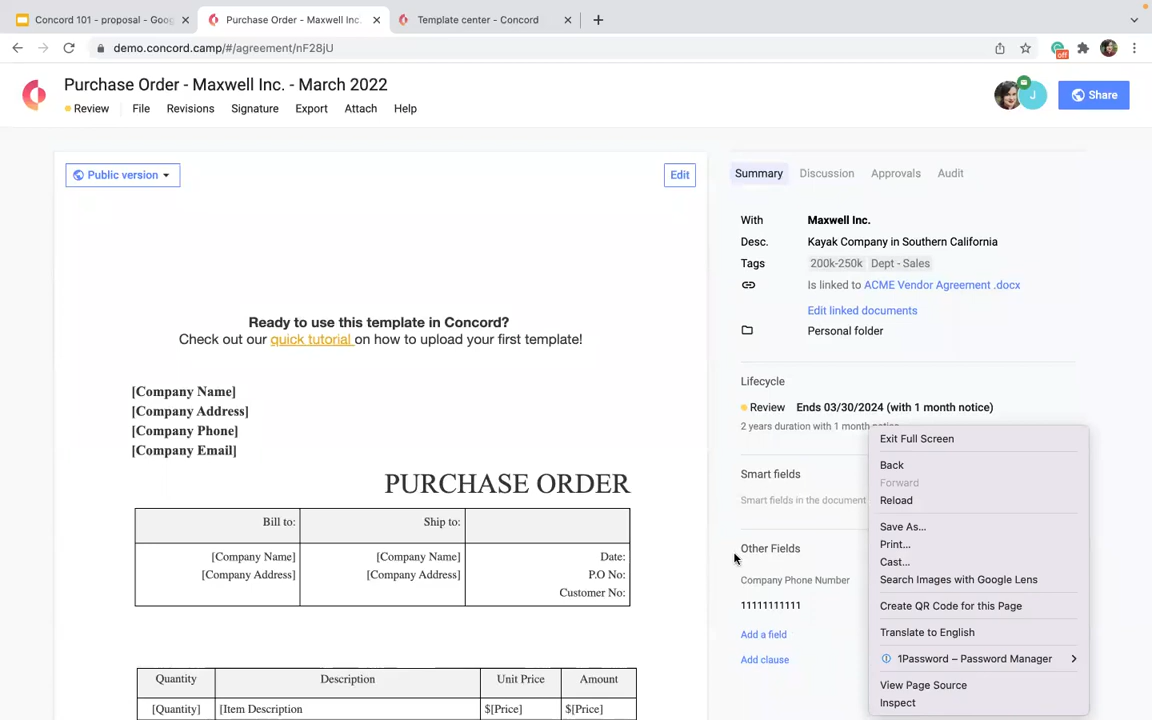 Concord 101 - proposal - Goog
Purchase Order - Maxwell Inc.
Template center - Concord
demo.concord.camp/#/agreement/nF28jU
off
Purchase Order - Maxwell Inc. - March 2022
Review File Revisions Signature Export Attach Help
J
Share
Public version
Edit
Ready to use this template in Concord?
Check out our quick tutorial on how to upload your first template!
[Company Name]
[Company Address]
[Company Phone]
[Company Email]
PURCHASE ORDER
Bill to: Ship to:
[Company Name] [Company Name] Date:
[Company Address] [Company Address] P.O No:
Customer No:
Quantity Description Unit Price Amount
[Quantity] [Item Description $[Price] $[Price]
Summary Discussion Approvals Audit
With Maxwell Inc.
Desc. Kayak Company in Southern California
Tags 200k-250k Dept - Sales
Is linked to ACME Vendor Agreement .docx
Edit linked documents
Personal folder
Lifecycle
Review Ends 03/30/2024 (with 1 month notice)
2 years duration with 1 month notice
Smart fields
Smart fields in the document
Other Fields
Company Phone Number
11111111111
Add a field
Add clause
Exit Full Screen
Back
Forward
Reload
Save As...
Print...
Cast...
Search Images with Google Lens
Create QR Code for this Page
Translate to English
1Password – Password Manager
View Page Source
Inspect